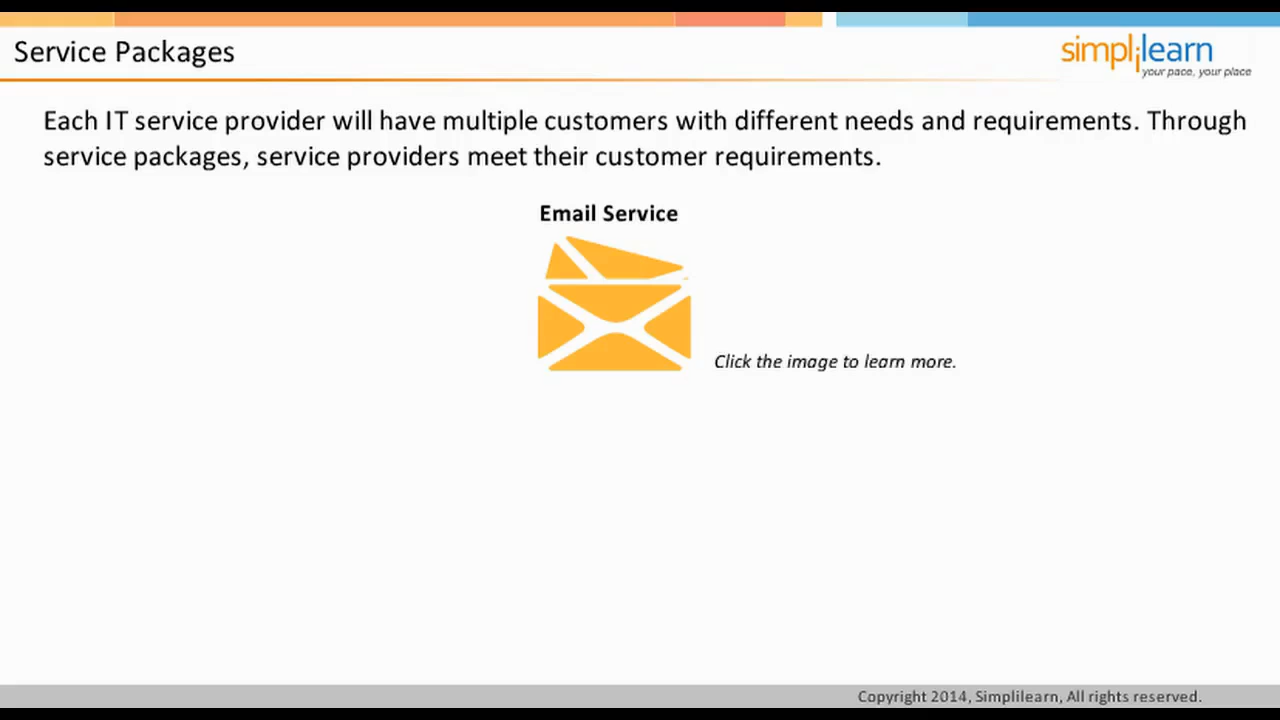 Service Packages
simplilearn
your pace, your place
Each IT service provider will have multiple customers with different needs and requirements. Through
service packages, service providers meet their customer requirements.
Email Service
Click the image to learn more.
Copyright 2014, Simplilearn, All rights reserved.